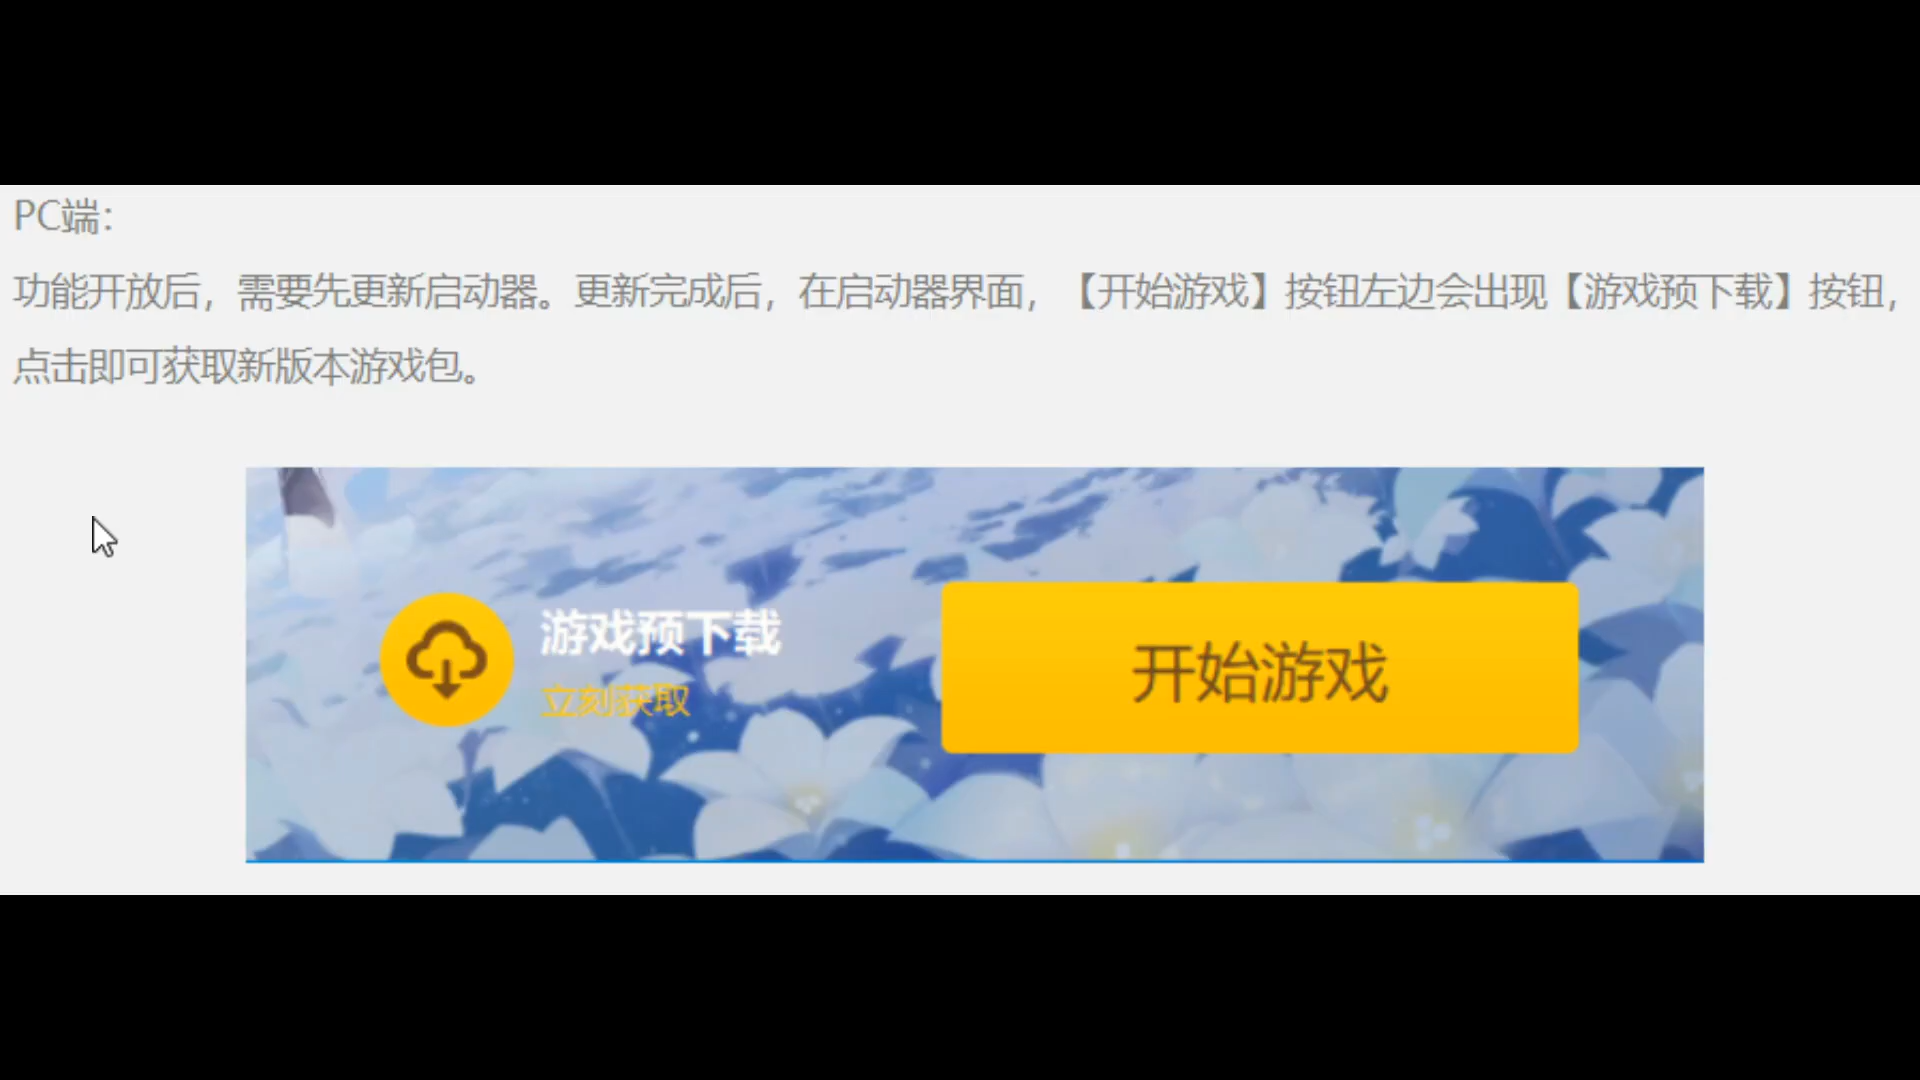 PC端：
功能开放后，需要先更新启动器。更新完成后，在启动器界面，【开始游戏】按钮左边会出现【游戏预下载】按钮，
点击即可获取新版本游戏包。
游戏预下载
立刻获取
开始游戏